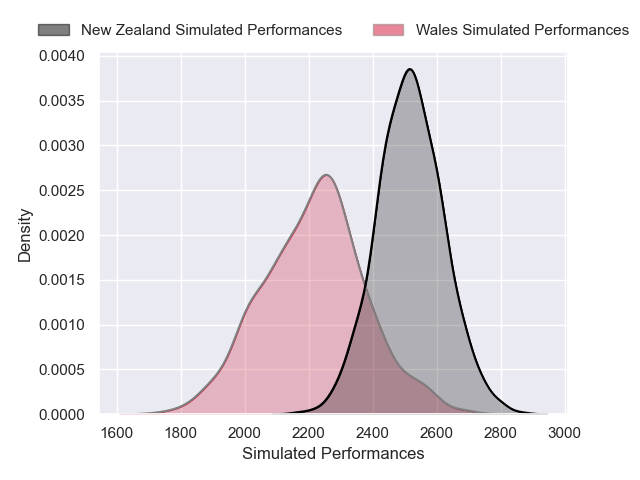 New Zealand Simulated Performances
Wales Simulated Performances
0.0040
0.0035
0.0030
0.0025
0.0020
0.0015
0.0010
0.0005
0.0000
Density
1600 1800 2000 2200 2400 2600 2800 3000
Simulated Performances